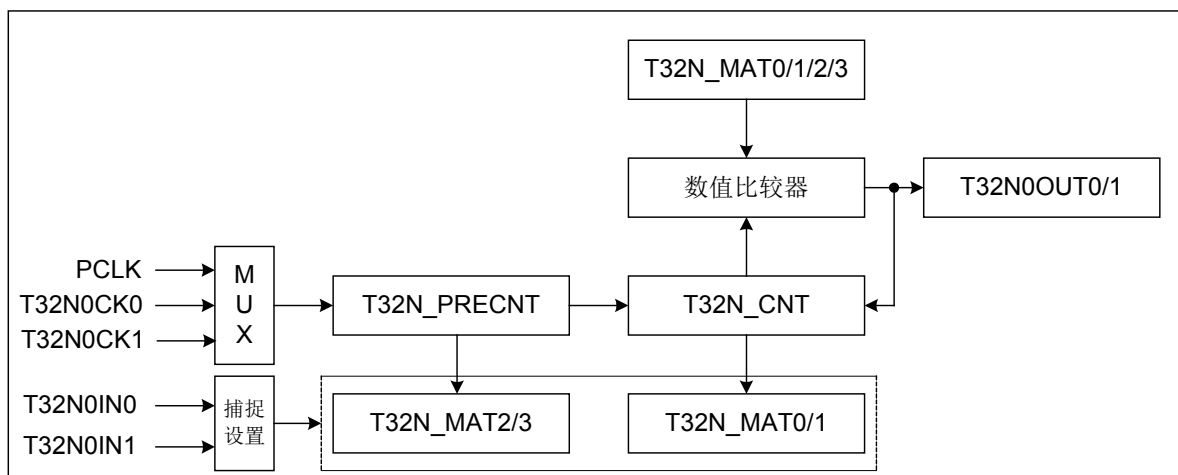 T32N_MAT0/1/2/3
数值比较器
T32N0OUT0/1
PCLK
T32N0CK0
T32N0CK1
M
U
X
T32N_PRECNT
T32N_CNT
T32N0IN0
T32N0IN1
捕捉
设置
T32N_MAT2/3
T32N_MAT0/1